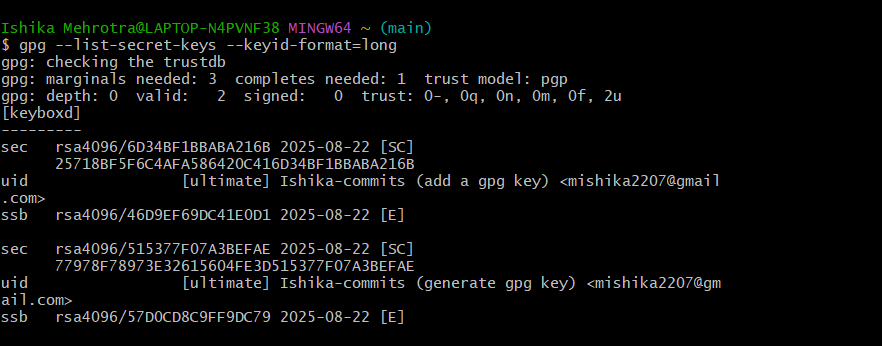 Ishika Mehrotra@LAPTOP-N4PVNF38 MINGW64 ~ (main)
$ gpg --list-secret-keys --keyid-format=long
gpg: checking the trustdb
gpg: marginals needed: 3  completes needed: 1  trust model: pgp
gpg: depth: 0  valid:   2  signed:   0  trust: 0-, 0q, 0n, 0m, 0f, 2u
[keyboxd]
---------
sec   rsa4096/6D34BF1BBABA216B 2025-08-22 [SC]
      25718BF5F6C4AFA586420C416D34BF1BBABA216B
uid                 [ultimate] Ishika-commits (add a gpg key) <mishika2207@gmail
.com>
ssb   rsa4096/46D9EF69DC41E0D1 2025-08-22 [E]

sec   rsa4096/515377F07A3BEFAE 2025-08-22 [SC]
      77978F78973E32615604FE3D515377F07A3BEFAE
uid                 [ultimate] Ishika-commits (generate gpg key) <mishika2207@gm
ail.com>
ssb   rsa4096/57D0CD8C9FF9DC79 2025-08-22 [E]